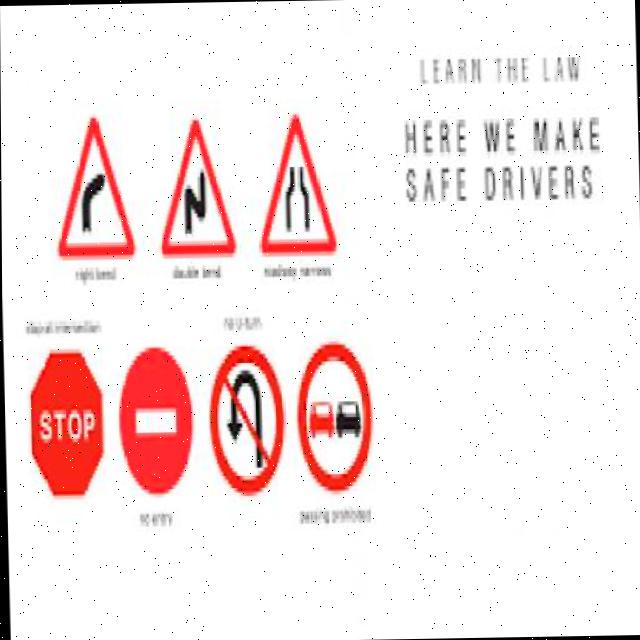 LEARN THE LAW
HERE WE MAKE
SAFE DRIVERS
right bend
double bend
roadway narrows
stop at intersection
no U-turn
STOP
no entry
passing prohibited